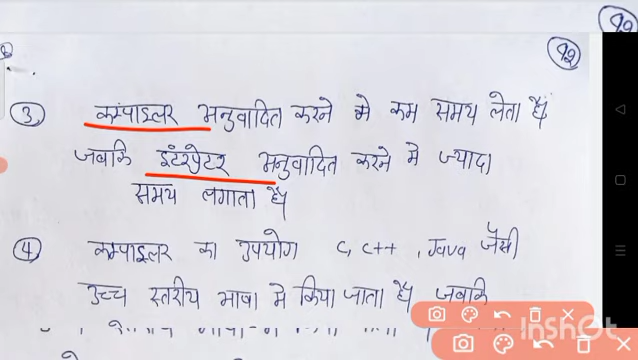 42
③ कम्पाइलर अनुवादित करने मे कम समय लेता है
जबकि इंटरप्रेटर अनुवादित करने मे ज्यादा
समय लगाता है
④ कम्पाइलर का उपयोग C, C++, Java जैसी
उच्च स्तरीय भाषा मे किया जाता है जबकि
InShOt